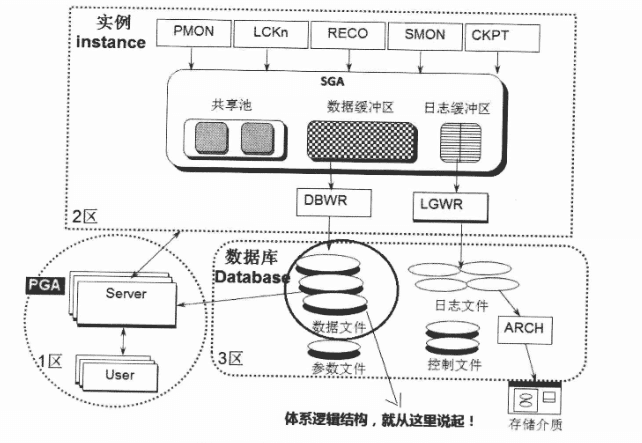 实例
instance
PMON
LCKn
RECO
SMON
CKPT
SGA
共享池
数据缓冲区
日志缓冲区
DBWR
LGWR
2区
数据库
Database
PGA
Server
User
1区
数据文件
参数文件
3区
日志文件
控制文件
ARCH
存储介质
体系逻辑结构，就从这里说起！